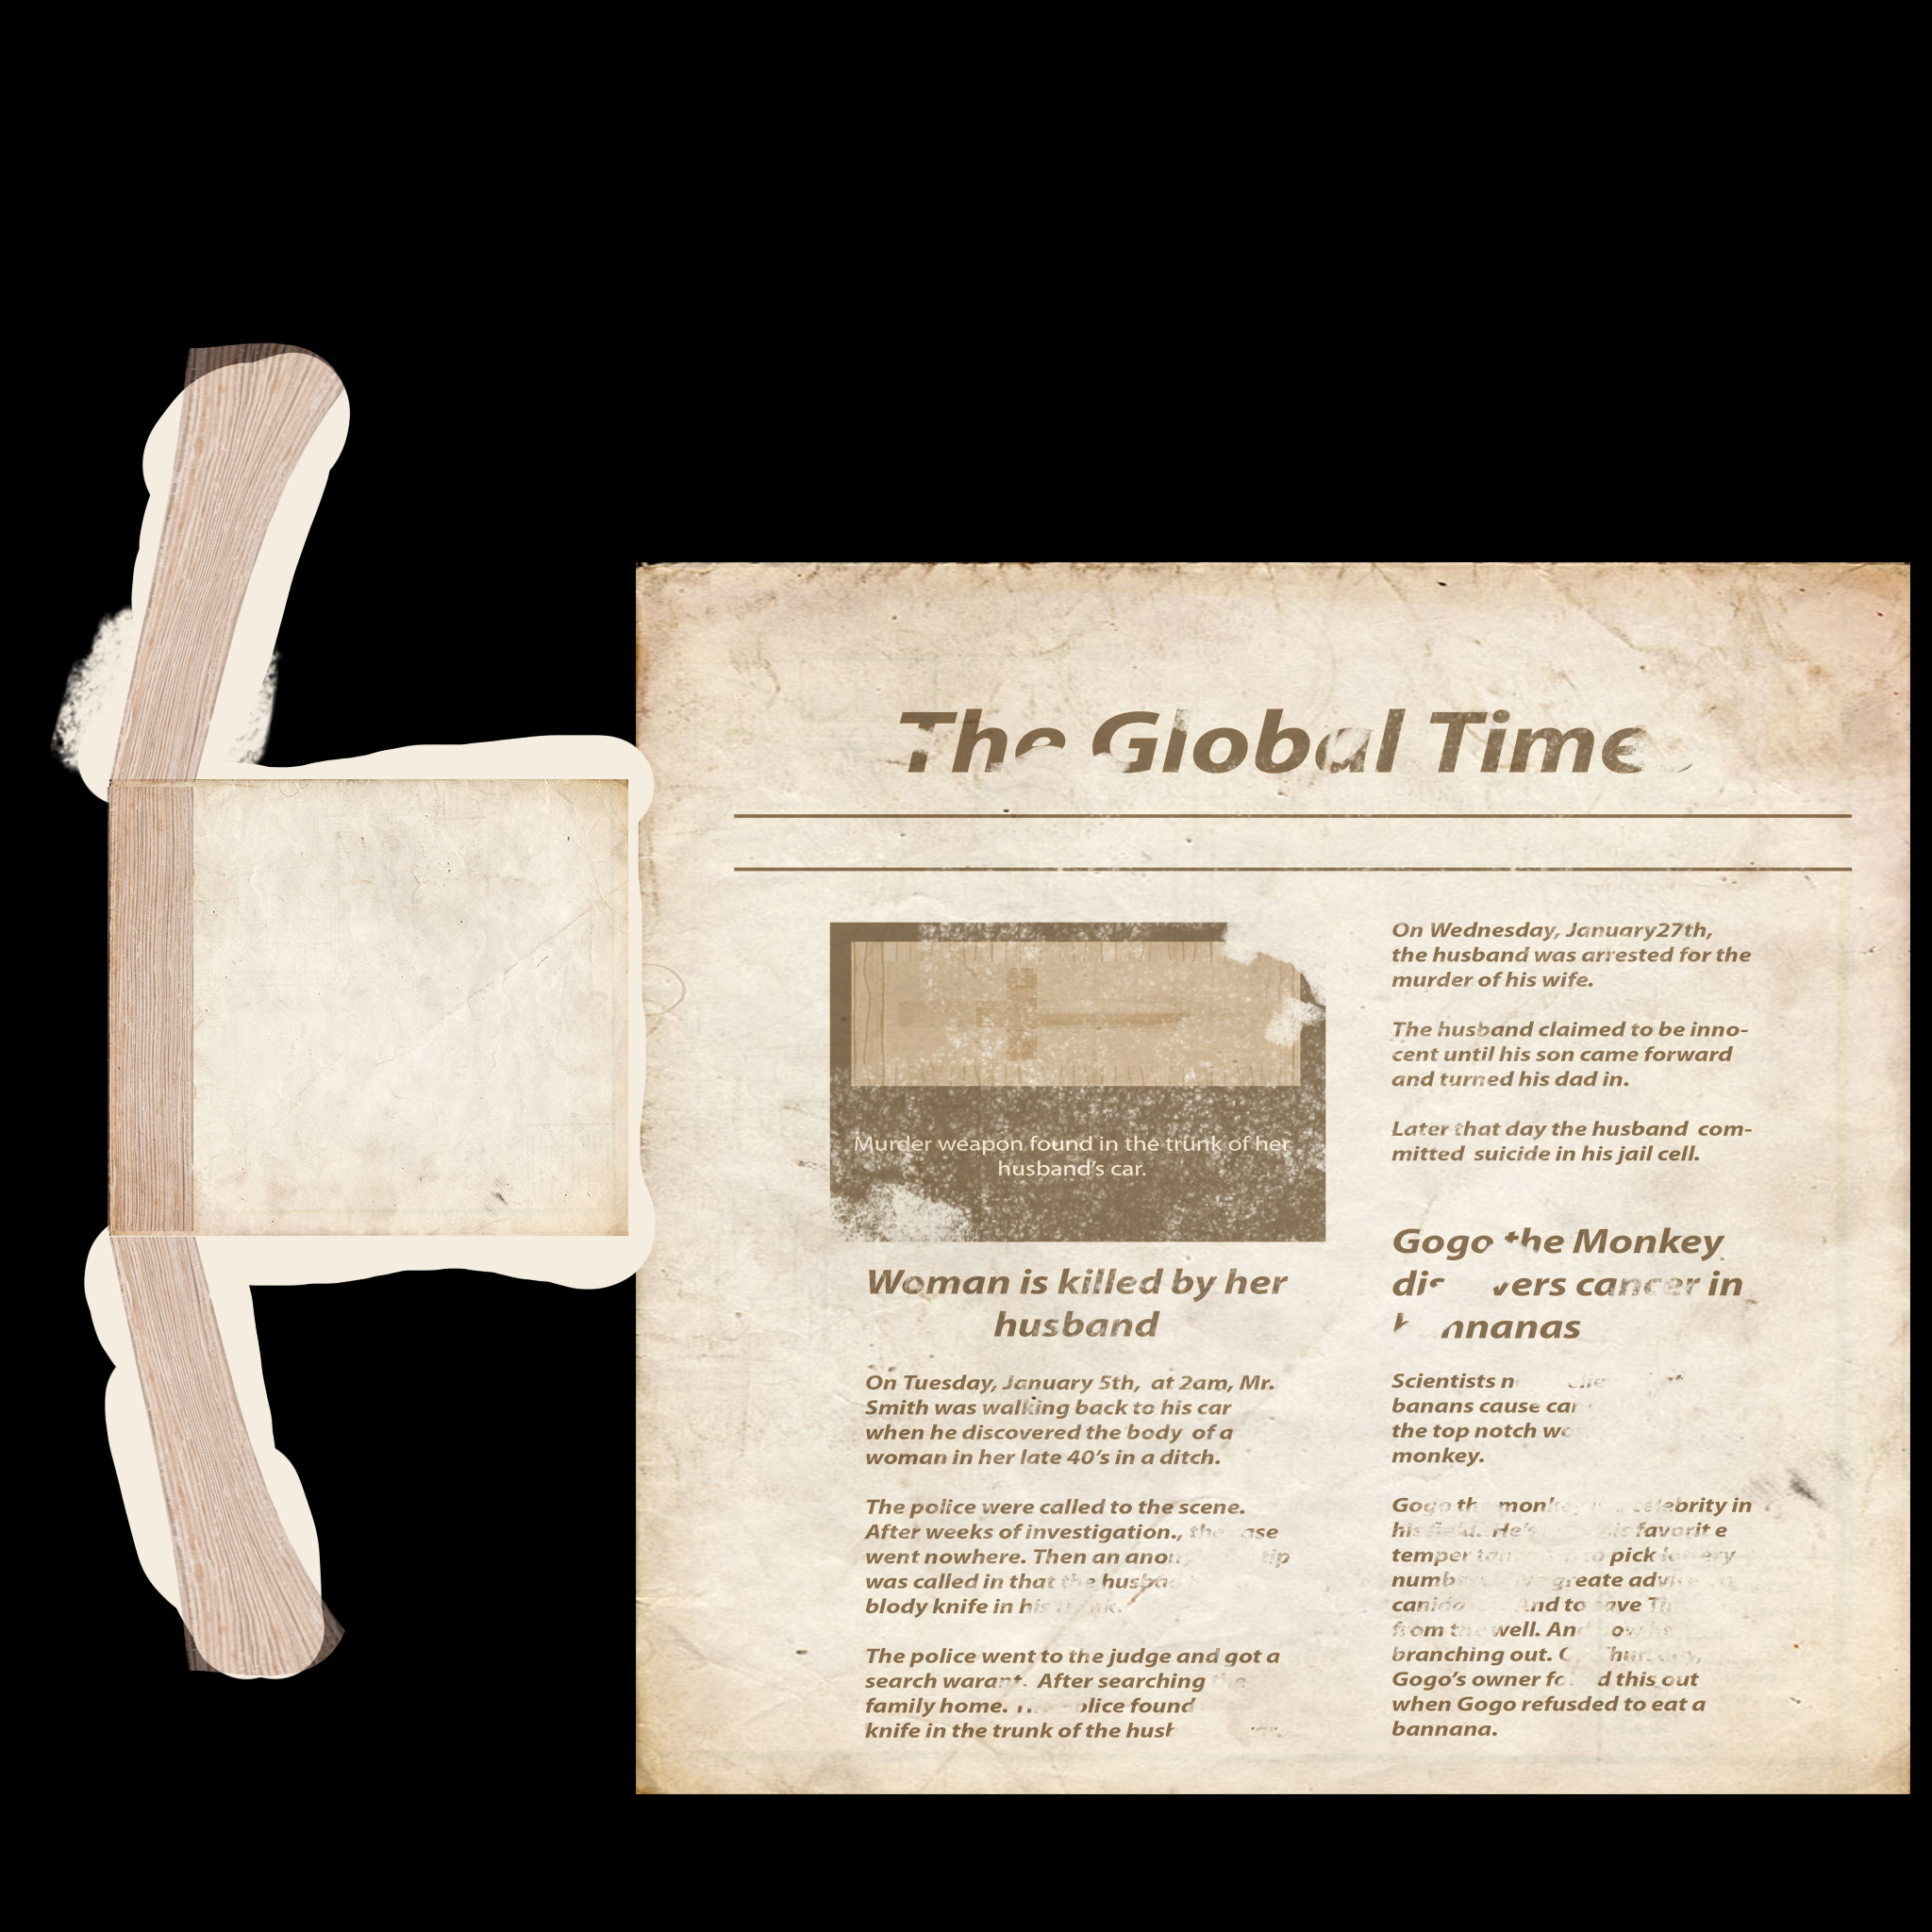 The Global Time
Murder weapon found in the trunk of her
husband's car.
Woman is killed by her
husband
On Tuesday, January 5th, at 2am, Mr.
Smith was walking back to his car
when he discovered the body of a
woman in her late 40's in a ditch.
The police were called to the scene.
After weeks of investigation., the
went nowhere. Then an tip
was called in that the
blody knife in his
The police went to the judge and got a
search warant. After searching the
family home. found
knife in the trunk of the
On Wednesday, January27th,
the husband was arrested for the
murder of his wife.
The husband claimed to be inno-
cent until his son came forward
and turned his dad in.
Later that day the husband com-
mitted suicide in his jail cell.
Gogo the Monkey
cancer in
Scientists
banans cause
the top notch
monkey.
Gogo the monkey celebrity in
his field. He's favorit e
temper to pick
greate
And to save
from the well. And
branching out.
Gogo's owner this out
when Gogo refusded to eat a
bannana.